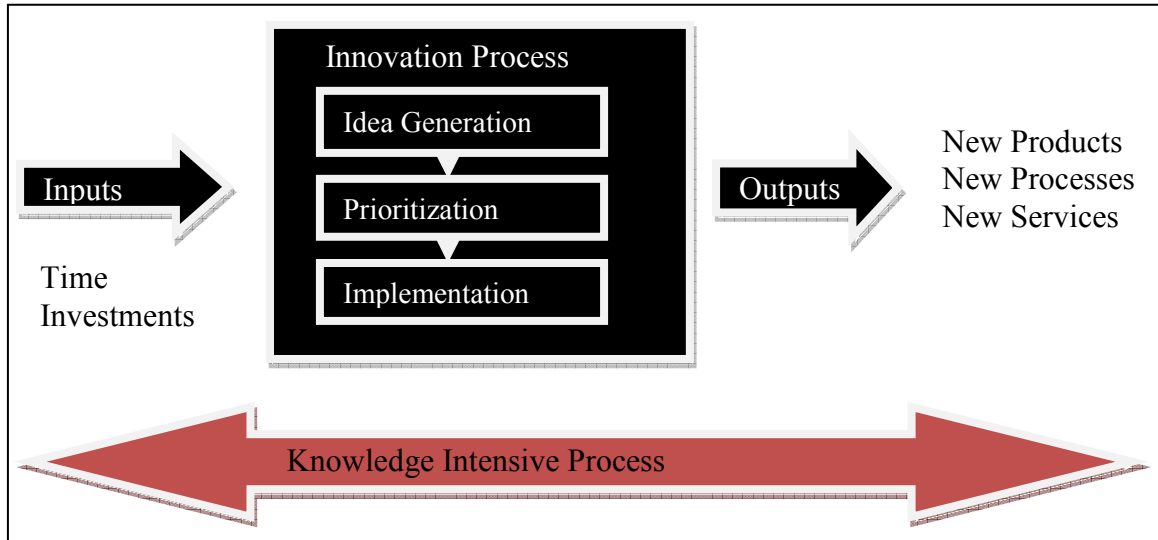 Innovation Process
Idea Generation
Prioritization
Implementation
Inputs
Time
Investments
Outputs
New Products
New Processes
New Services
Knowledge Intensive Process